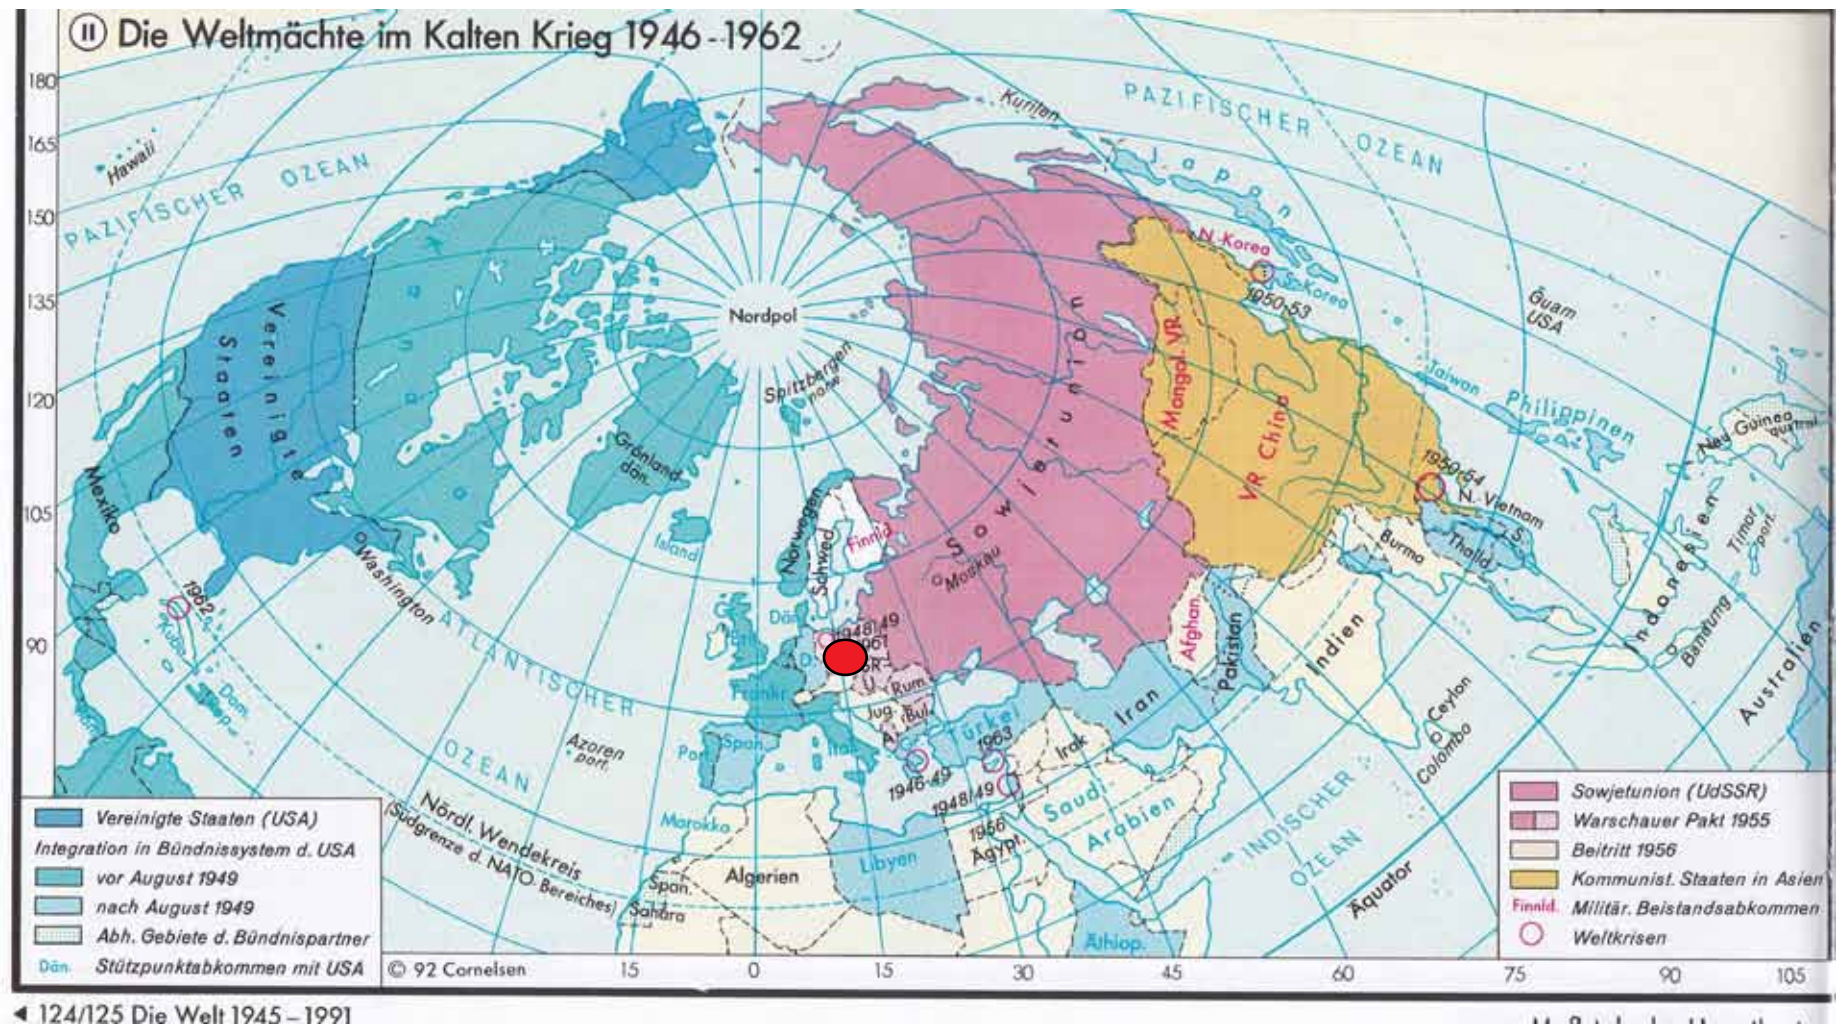 II Die Weltmächte im Kalten Krieg 1946-1962
180
165
150
135
120
105
90
Hawaii
PAZIFISCHER OZEAN
PAZIFISCHER OZEAN
Kurilen
Japan
N.-Korea
S.-Korea
1950-53
Guam
USA
Nordpol
Spitzbergen
norw.
Vereinigte
Staaten
Grönland
dän.
Island
Mexiko
Washington
1962
Kuba
Dom.
Rep.
Sowjetunion
Moskau
Mongol. VR
VR China
Taiwan
Philippinen
Neu Guinea
austral.
1950-54
N. Vietnam
S.
Thaild.
Burma
Indonesien
Timor
port.
Bandung
Australien
Norwegen
Schwed.
Finnld.
Dän.
1948/49
Frankr.
Rum.
Jug.
Bul.
A.
U.
SR
Port.
Span.
Ital.
Türkei
1946-49
1963
1948/49
1956
Irak
Iran
Afghan.
Pakistan
Indien
Ceylon
Colombo
Saudi-
Arabien
Ägypt.
Libyen
Algerien
Marokko
Span.
Sahara
Äthiop.
ATLANTISCHER
OZEAN
Azoren
port.
Nördl. Wendekreis
(Südgrenze d. NATO-Bereiches)
INDISCHER
OZEAN
Äquator
Vereinigte Staaten (USA)
Integration in Bündnissystem d. USA
vor August 1949
nach August 1949
Abh. Gebiete d. Bündnispartner
Dän. Stützpunktabkommen mit USA
Sowjetunion (UdSSR)
Warschauer Pakt 1955
Beitritt 1956
Kommunist. Staaten in Asien
Finnld. Militär. Beistandsabkommen
Weltkrisen
© 92 Cornelsen
15 0 15 30 45 60 75 90 105
◄ 124/125 Die Welt 1945–1991